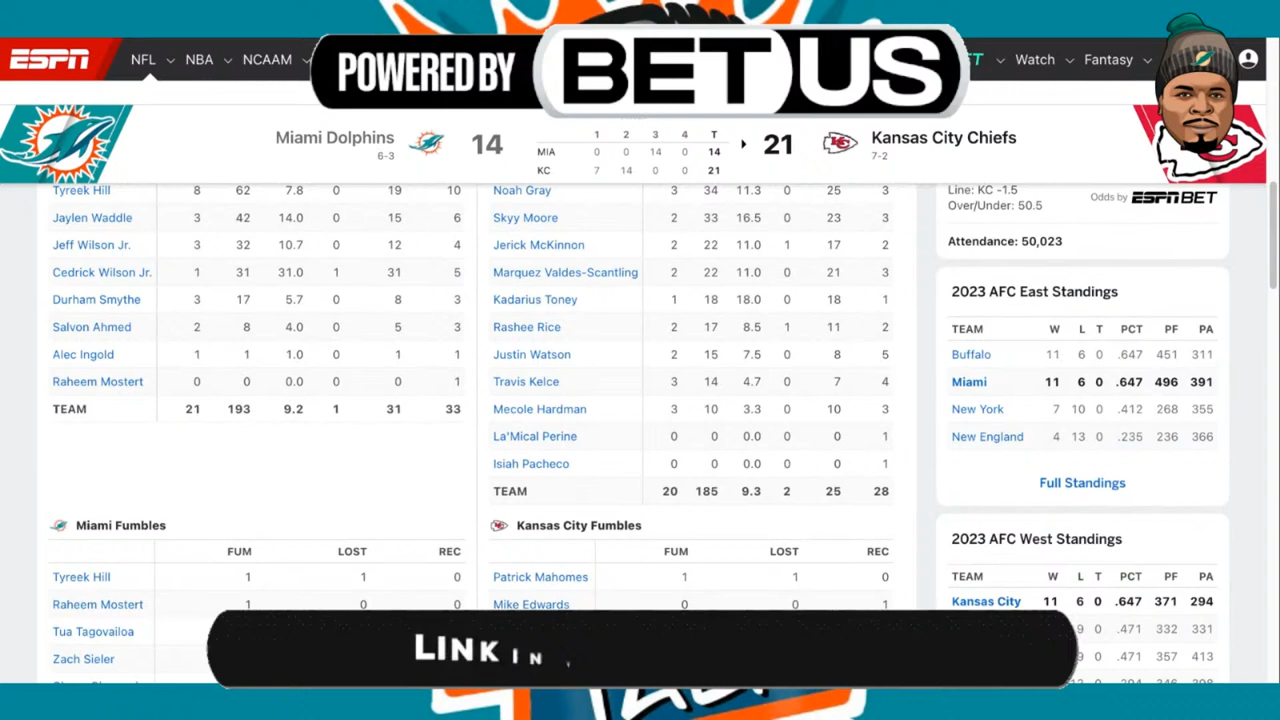 POWERED BY BETUS
ESPN NFL NBA NCAAM Watch Fantasy
Miami Dolphins 14 1 2 3 4 T 21 Kansas City Chiefs
6-3 MIA 0 0 14 0 14 7-2
KC 7 14 0 0 21
Tyreek Hill 8 62 7.8 0 19 10
Jaylen Waddle 3 42 14.0 0 15 6
Jeff Wilson Jr. 3 32 10.7 0 12 4
Cedrick Wilson Jr. 1 31 31.0 1 31 5
Durham Smythe 3 17 5.7 0 8 3
Salvon Ahmed 2 8 4.0 0 5 3
Alec Ingold 1 1 1.0 0 1 1
Raheem Mostert 0 0 0.0 0 0 1
TEAM 21 193 9.2 1 31 33
Noah Gray 3 34 11.3 0 25 3
Skyy Moore 2 33 16.5 0 23 3
Jerick McKinnon 2 22 11.0 1 17 2
Marquez Valdes-Scantling 2 22 11.0 0 21 3
Kadarius Toney 1 18 18.0 0 18 1
Rashee Rice 2 17 8.5 1 11 2
Justin Watson 2 15 7.5 0 8 5
Travis Kelce 3 14 4.7 0 7 4
Mecole Hardman 3 10 3.3 0 10 3
La'Mical Perine 0 0 0.0 0 0 1
Isiah Pacheco 0 0 0.0 0 0 1
TEAM 20 185 9.3 2 25 28
Line: KC -1.5
Over/Under: 50.5
Odds by ESPN BET
Attendance: 50,023
2023 AFC East Standings
TEAM W L T PCT PF PA
Buffalo 11 6 0 .647 451 311
Miami 11 6 0 .647 496 391
New York 7 10 0 .412 268 355
New England 4 13 0 .235 236 366
Full Standings
Miami Fumbles
FUM LOST REC
Tyreek Hill 1 1 0
Raheem Mostert 1 0 0
Tua Tagovailoa
Zach Sieler
Kansas City Fumbles
FUM LOST REC
Patrick Mahomes 1 1 0
Mike Edwards 0 0 1
2023 AFC West Standings
TEAM W L T PCT PF PA
Kansas City 11 6 0 .647 371 294
9 0 .471 332 331
9 0 .471 357 413
LINK IN